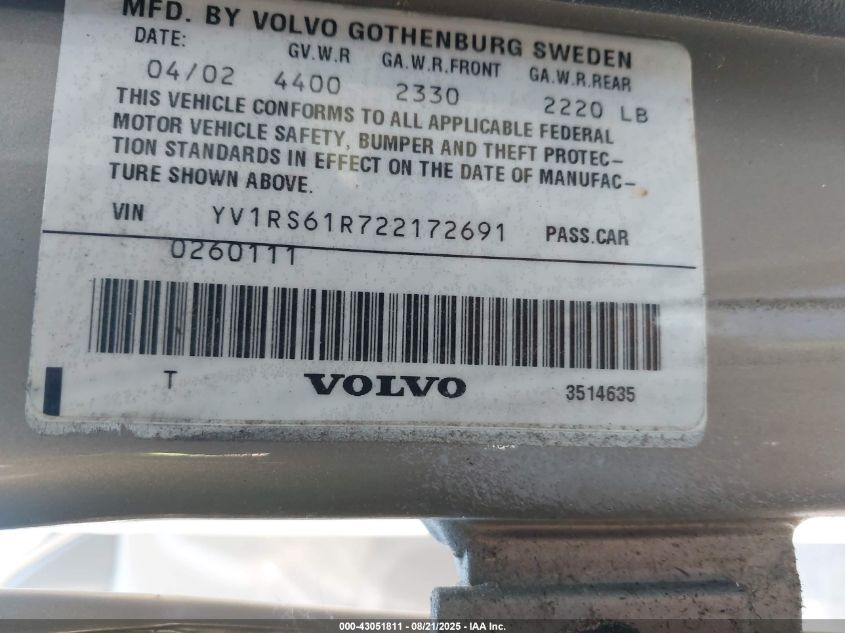 MFD. BY VOLVO GOTHENBURG SWEDEN
DATE: GV.W.R GA.W.R.FRONT GA.W.R.REAR
04/02 4400 2330 2220 LB
THIS VEHICLE CONFORMS TO ALL APPLICABLE FEDERAL
MOTOR VEHICLE SAFETY, BUMPER AND THEFT PROTEC-
TION STANDARDS IN EFFECT ON THE DATE OF MANUFAC-
TURE SHOWN ABOVE.
VIN YV1RS61R722172691 PASS.CAR
0260111
T VOLVO 3514635
000-43051811 - 08/21/2025 - IAA Inc.